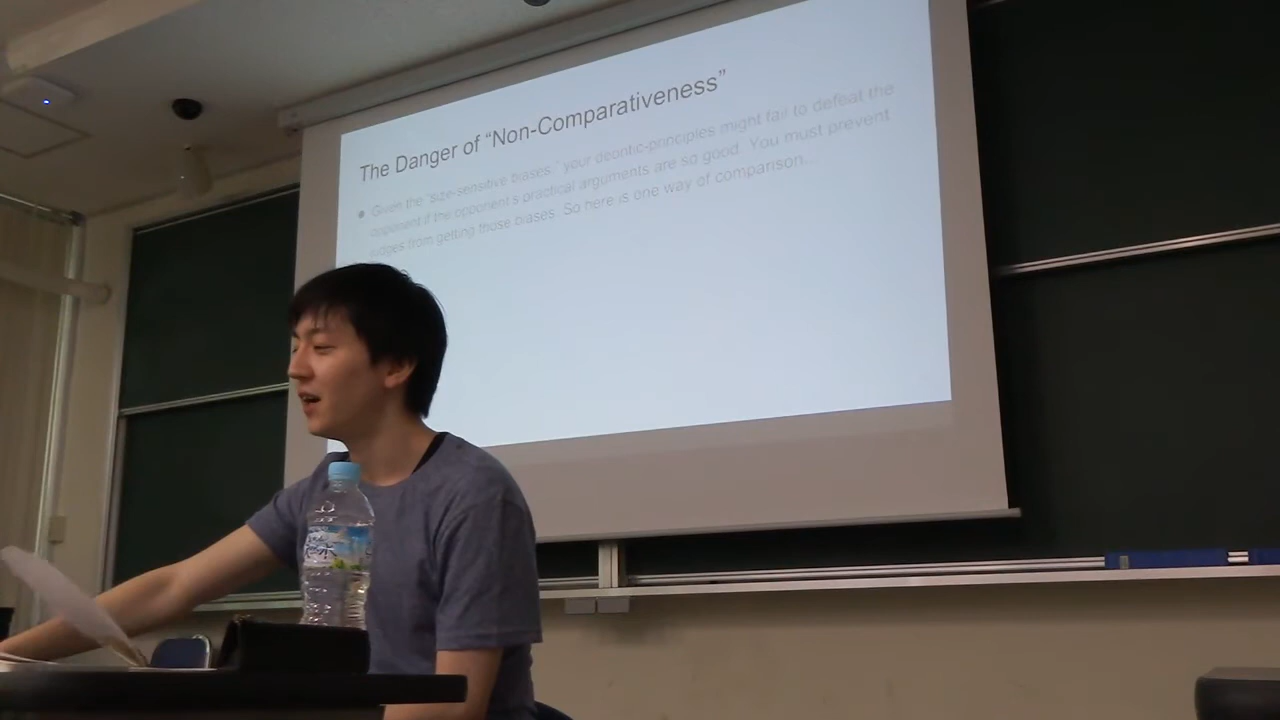 The Danger of “Non-Comparativeness”
• Given the “size-sensitive biases,” your deontic-principles might fail to defeat the
opponent if the opponent's practical arguments are so good. You must prevent
judges from getting those biases. So here is one way of comparison...